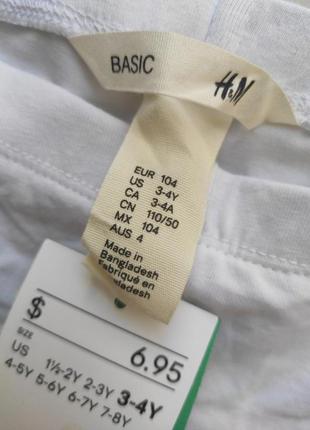 BASIC
H&M
EUR 104
US 3-4Y
CA 3-4A
CN 110/50
MX 104
AUS 4
Made in
Bangladesh
Fabriqué en
$ 6.95
SIZE
US 1½-2Y 2-3Y 3-4Y
4-5Y 5-6Y 6-7Y 7-8Y